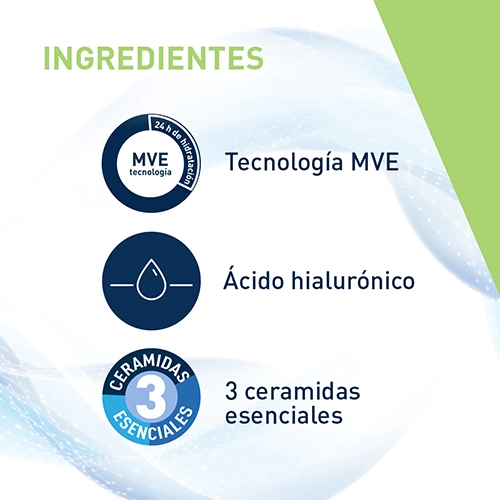 INGREDIENTES
24 h de hidratación
MVE
tecnología
Tecnología MVE
Ácido hialurónico
CERAMIDAS
3
ESENCIALES
3 ceramidas
esenciales